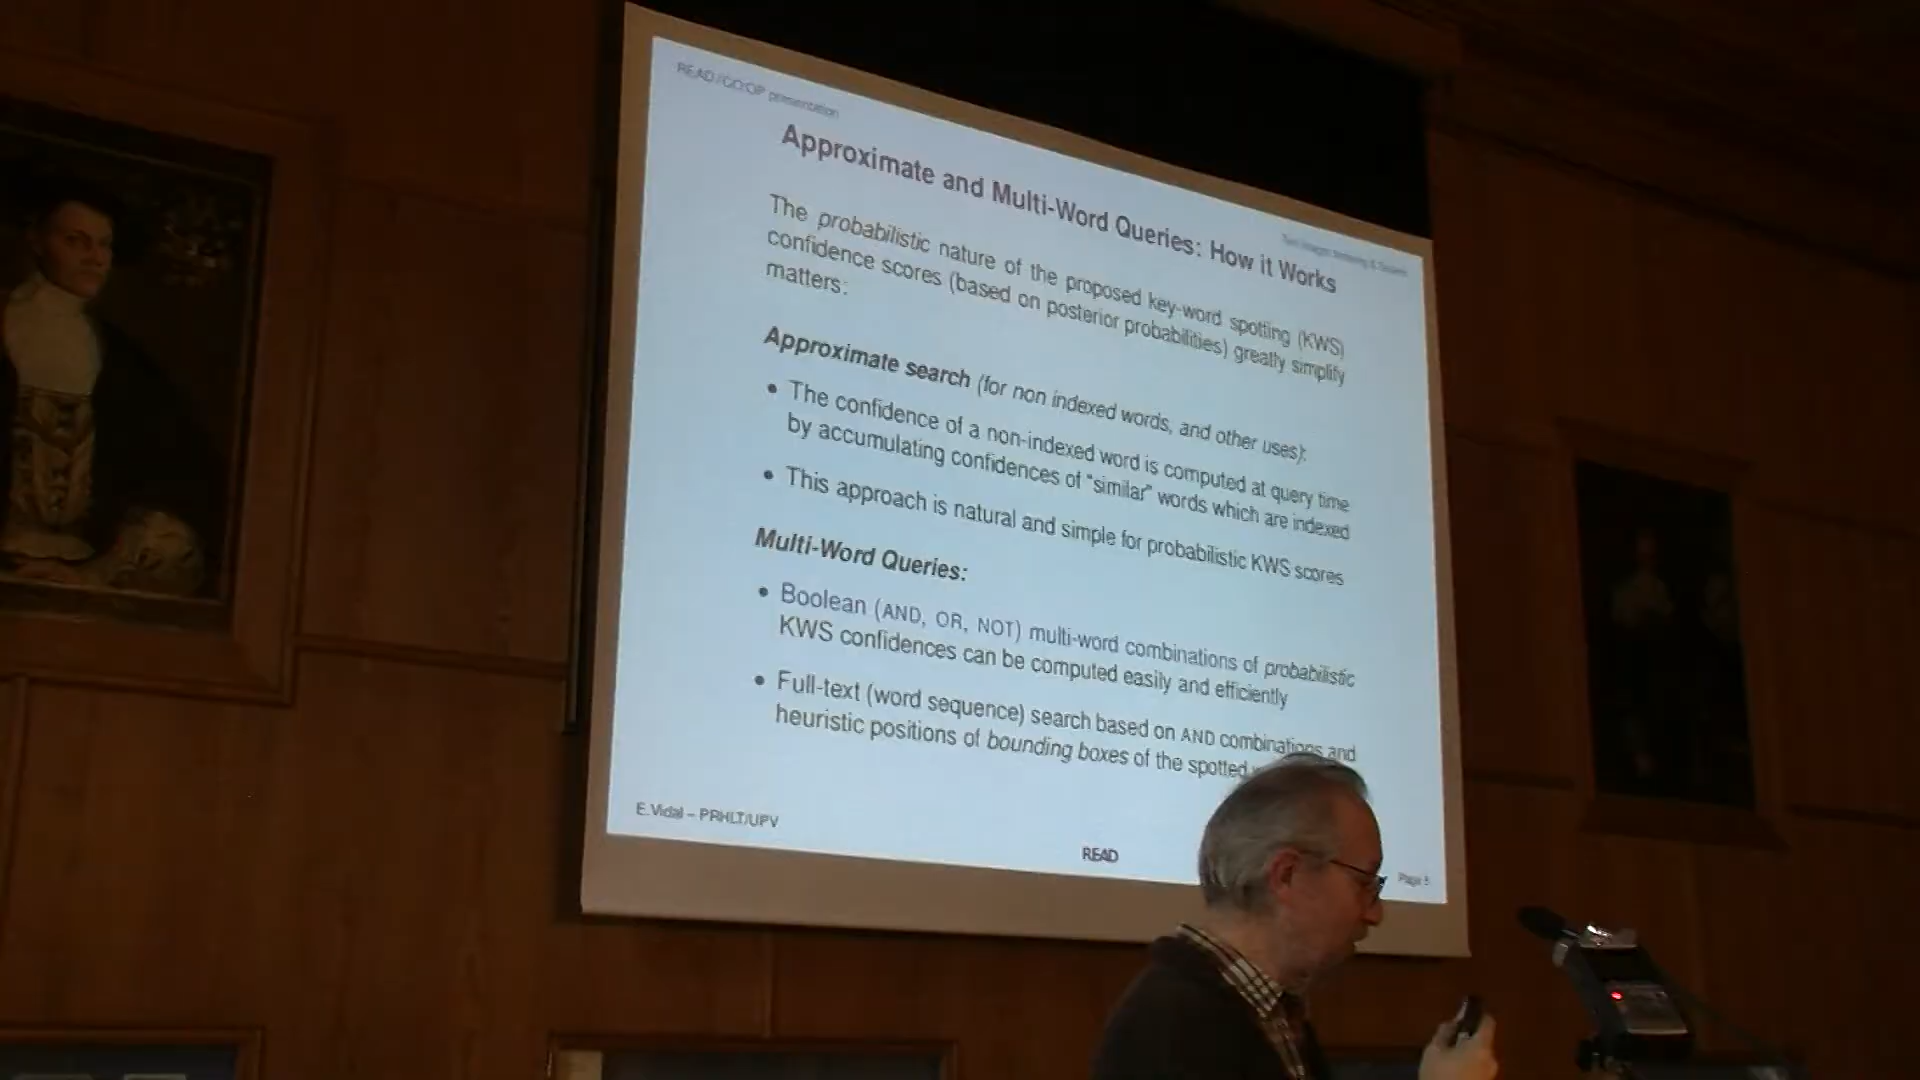 READ/CO:OP presentation
Approximate and Multi-Word Queries: How it Works
The probabilistic nature of the proposed key-word spotting (KWS)
confidence scores (based on posterior probabilities) greatly simplify
matters:
Approximate search (for non indexed words, and other uses):
• The confidence of a non-indexed word is computed at query time
by accumulating confidences of "similar" words which are indexed
• This approach is natural and simple for probabilistic KWS scores
Multi-Word Queries:
• Boolean (AND, OR, NOT) multi-word combinations of probabilistic
KWS confidences can be computed easily and efficiently
• Full-text (word sequence) search based on AND combinations and
heuristic positions of bounding boxes of the spotted
E.Vidal – PRHLT/UPV
READ
Page